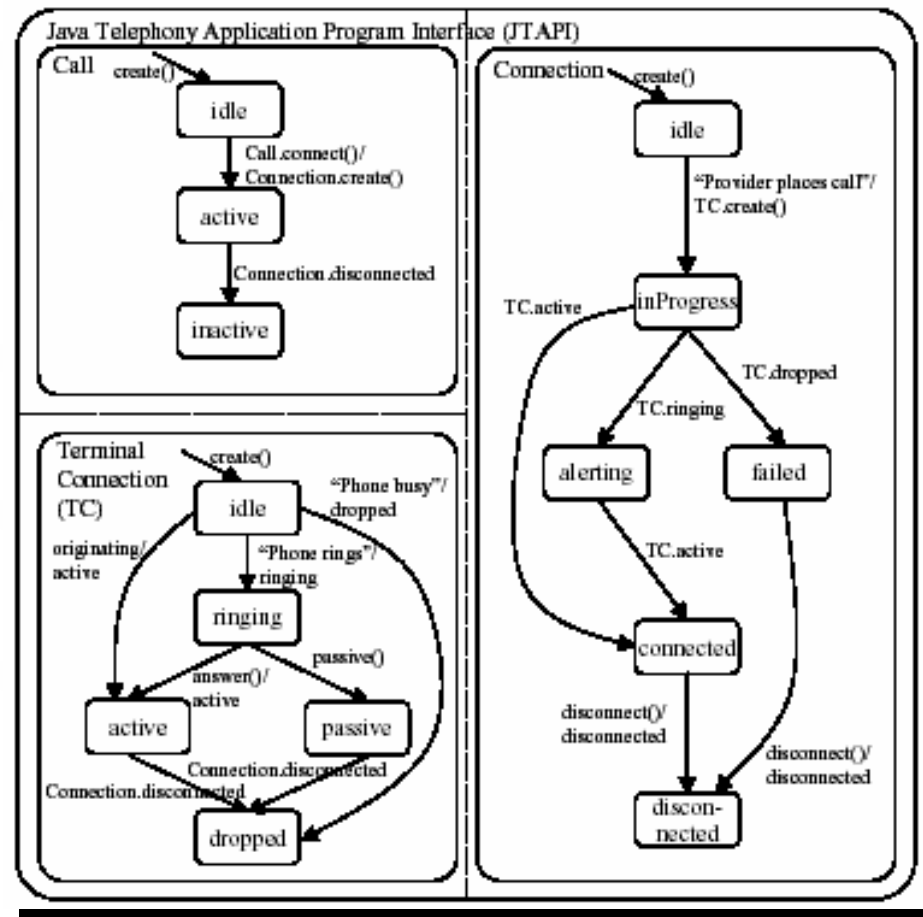 Java Telephony Application Program Interface (JTAPI)
Call
create()
idle
Call.connect()/
Connection.create()
active
Connection.disconnected
inactive
Terminal
Connection
(TC)
create()
idle
“Phone busy”/
dropped
originating/
active
“Phone rings”/
ringing
ringing
answer()/
active
passive()
active
passive
Connection.disconnected
Connection.disconnected
dropped
Connection
create()
idle
“Provider places call”/
TC.create()
inProgress
TC.active
TC.dropped
TC.ringing
alerting
failed
TC.active
connected
disconnect()/
disconnected
disconnect()/
disconnected
discon-
nected